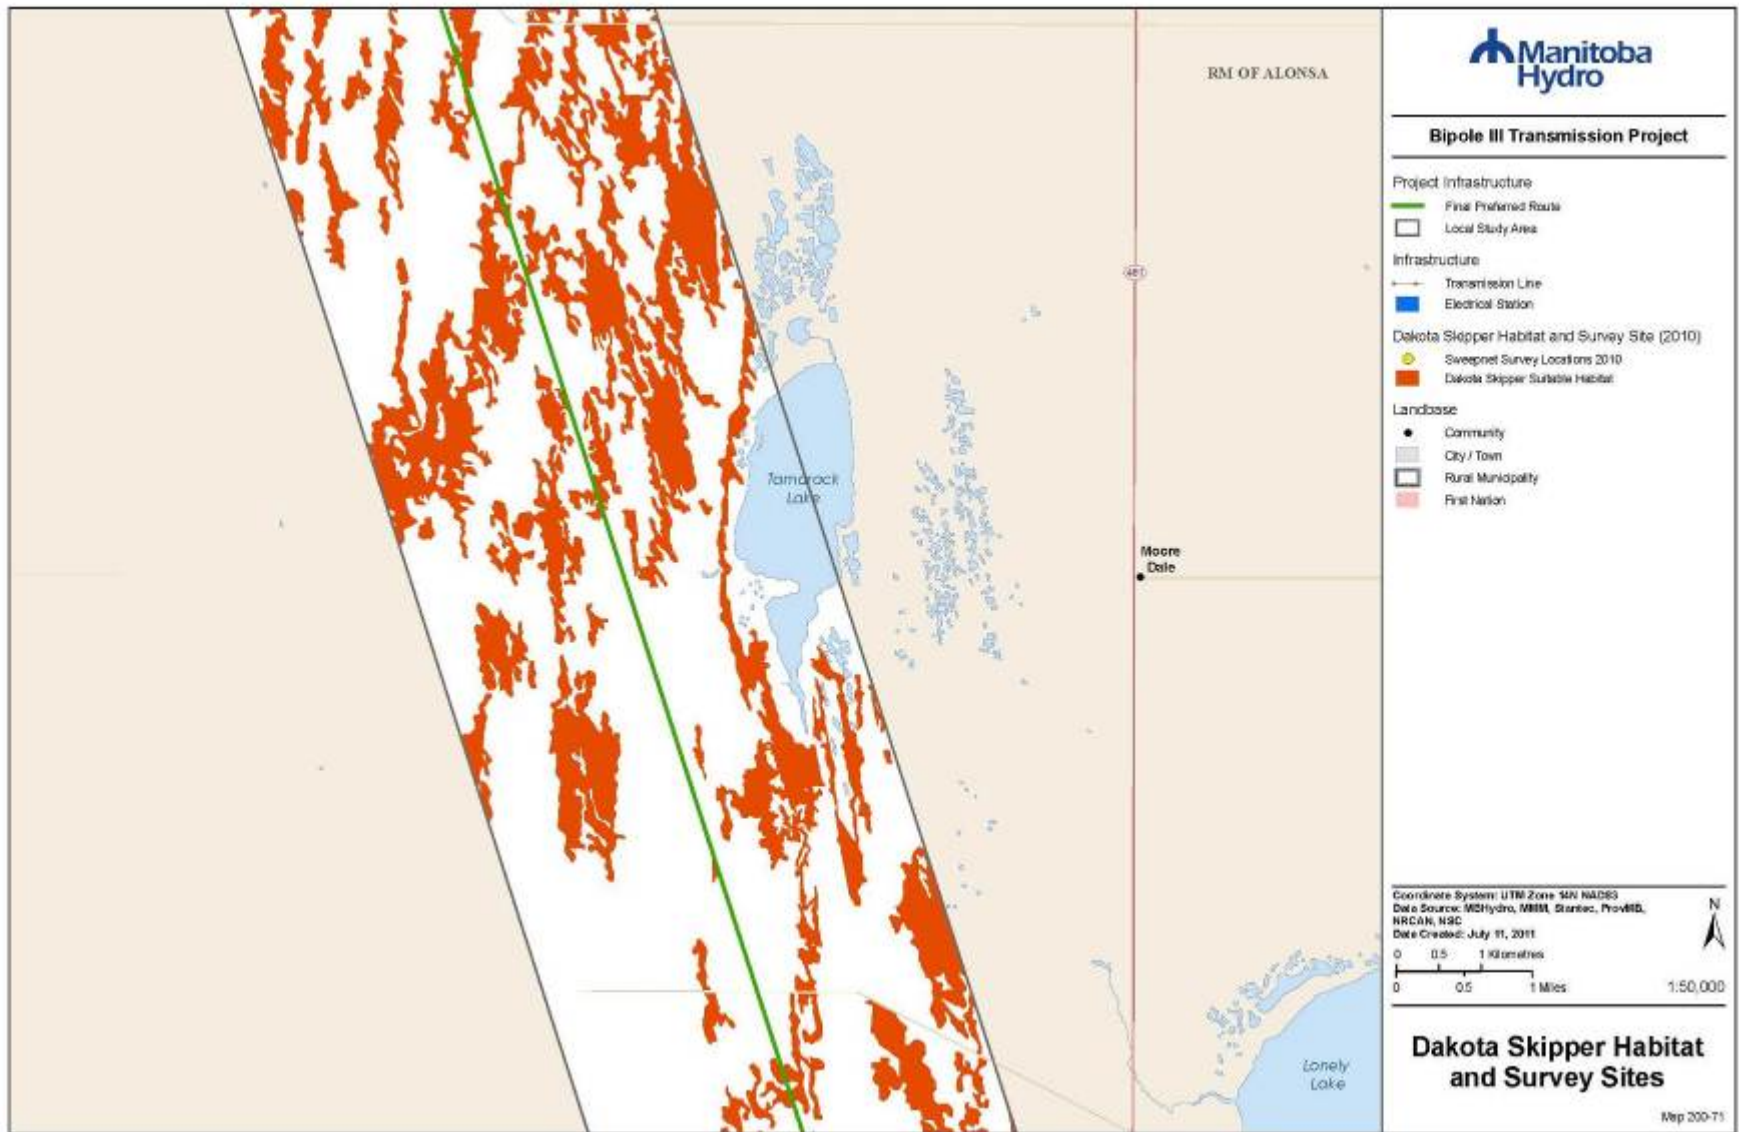 RM OF ALONSA
Tamarack
Lake
481
Moore
Dale
Lonely
Lake
Manitoba
Hydro
Bipole III Transmission Project
Project Infrastructure
Final Preferred Route
Local Study Area
Infrastructure
Transmission Line
Electrical Station
Dakota Skipper Habitat and Survey Site (2010)
Sweepnet Survey Locations 2010
Dakota Skipper Suitable Habitat
Landbase
Community
City / Town
Rural Municipality
First Nation
Coordinate System: UTM Zone 14N NAD83
Data Source: MBHydro, MMM, Stantec, ProvMB,
NRCAN, NSC
Date Created: July 11, 2011
N
0 0.5 1 Kilometres
0 0.5 1 Miles
1:50,000
Dakota Skipper Habitat
and Survey Sites
Map 200-71